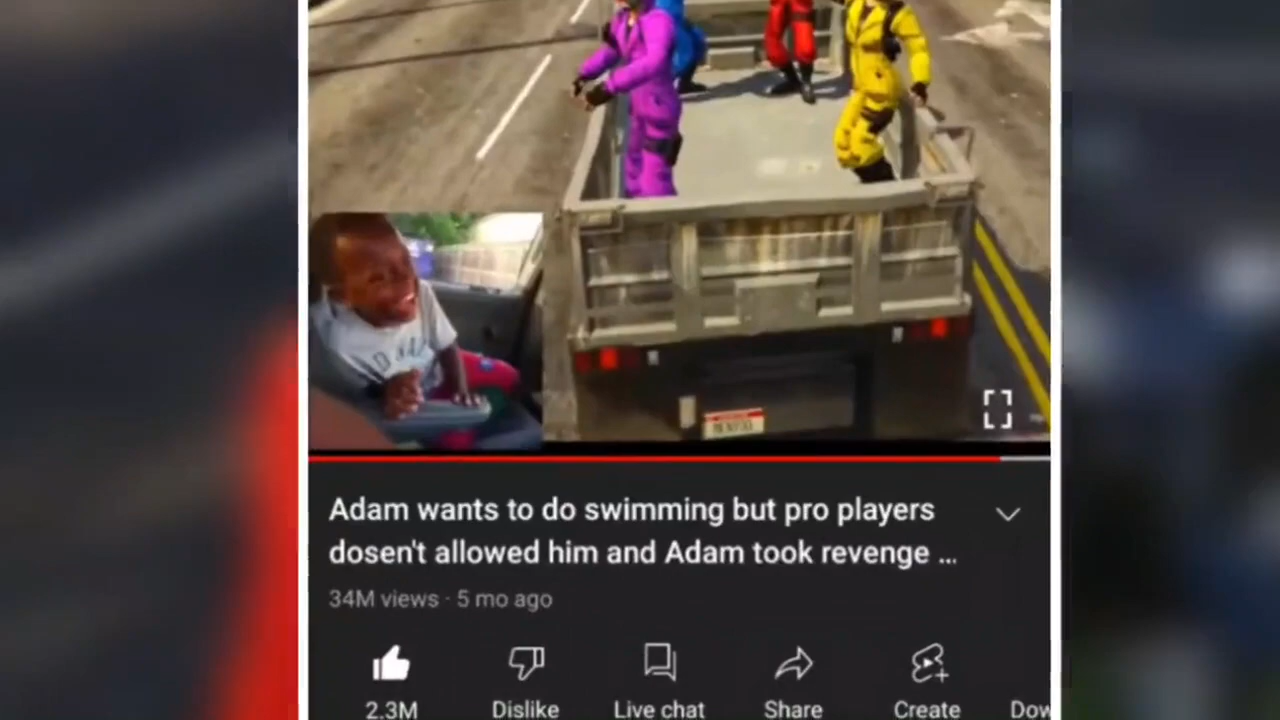 Adam wants to do swimming but pro players
dosen't allowed him and Adam took revenge ...
34M views · 5 mo ago
2.3M
Dislike
Live chat
Share
Create
Dow